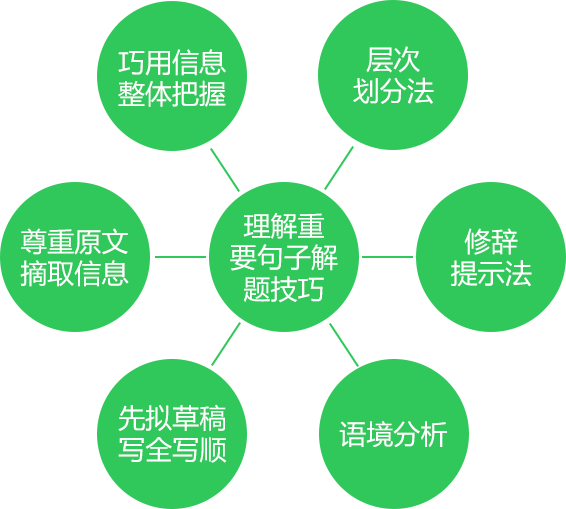 巧用信息
整体把握
层次
划分法
尊重原文
摘取信息
理解重
要句子解
题技巧
修辞
提示法
先拟草稿
写全写顺
语境分析